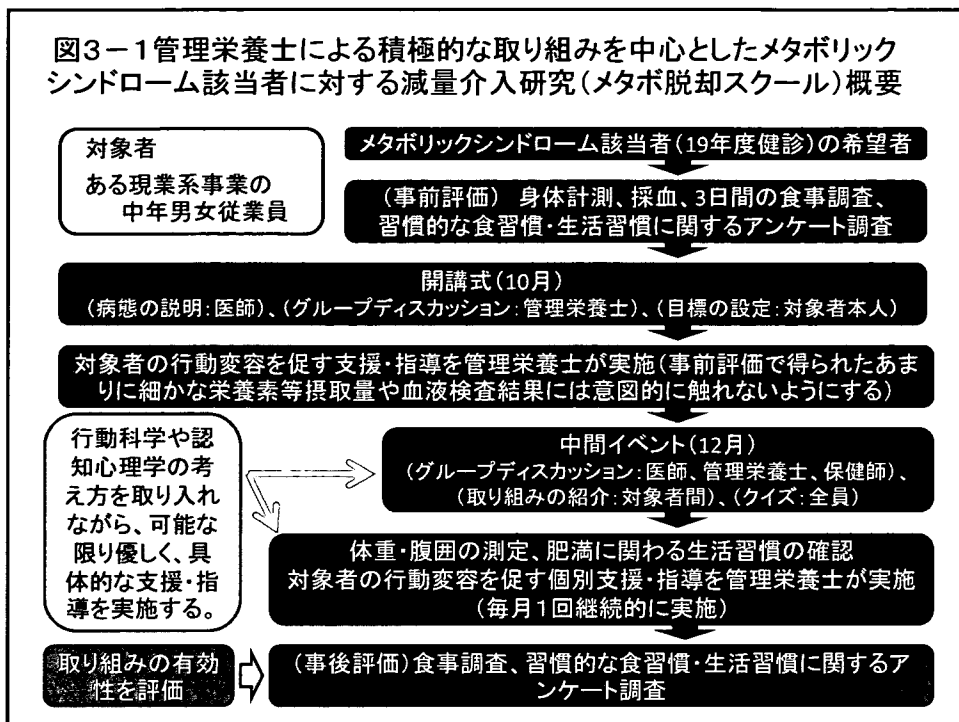 図3－1管理栄養士による積極的な取り組みを中心としたメタボリック
シンドローム該当者に対する減量介入研究(メタボ脱却スクール)概要
対象者
ある現業系事業の
中年男女従業員
メタボリックシンドローム該当者(19年度健診)の希望者
(事前評価) 身体計測、採血、3日間の食事調査、
習慣的な食習慣・生活習慣に関するアンケート調査
開講式(10月)
(病態の説明:医師)、(グループディスカッション:管理栄養士)、(目標の設定:対象者本人)
対象者の行動変容を促す支援・指導を管理栄養士が実施(事前評価で得られたあま
りに細かな栄養素等摂取量や血液検査結果には意図的に触れないようにする)
行動科学や認
知心理学の考
え方を取り入れ
ながら、可能な
限り優しく、具
体的な支援・指
導を実施する。
中間イベント(12月)
(グループディスカッション:医師、管理栄養士、保健師)、
(取り組みの紹介:対象者間)、(クイズ:全員)
体重・腹囲の測定、肥満に関わる生活習慣の確認
対象者の行動変容を促す個別支援・指導を管理栄養士が実施
(毎月1回継続的に実施)
取り組みの有効
性を評価
(事後評価)食事調査、習慣的な食習慣・生活習慣に関するア
ンケート調査